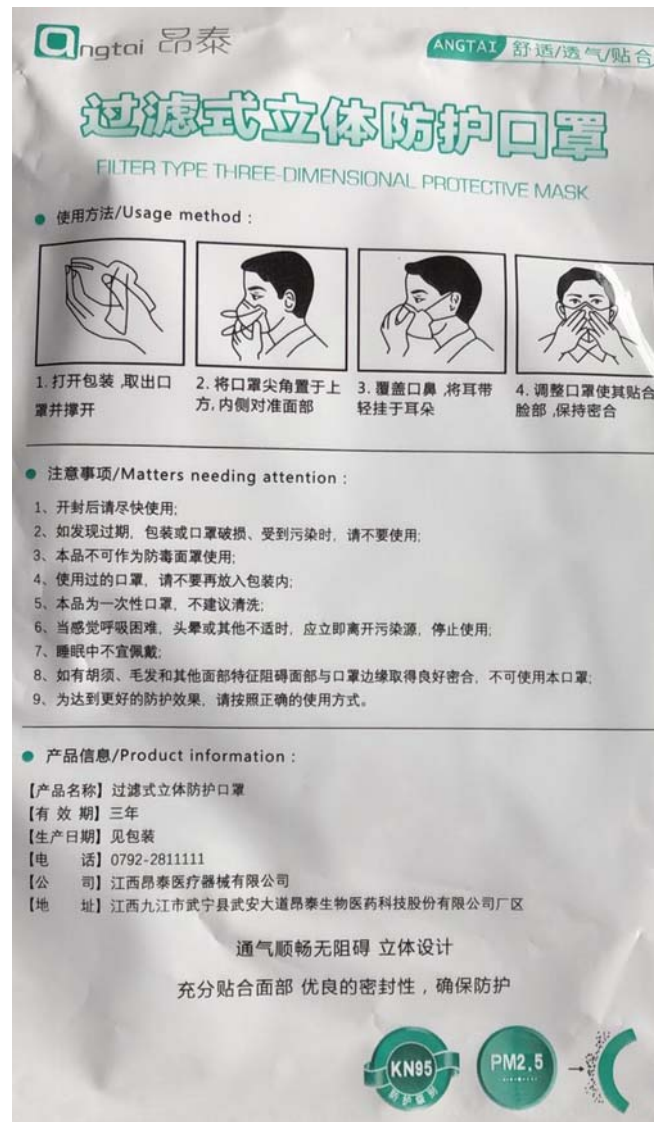 angtai 昂泰
ANGTAI 舒适/透气/贴合
过滤式立体防护口罩
FILTER TYPE THREE-DIMENSIONAL PROTECTIVE MASK
使用方法/Usage method :
1.打开包装 ,取出口
罩并撑开
2.将口罩尖角置于上
方,内侧对准面部
3.覆盖口鼻 ,将耳带
轻挂于耳朵
4.调整口罩使其贴合
脸部 ,保持密合
注意事项/Matters needing attention :
1、开封后请尽快使用;
2、如发现过期，包装或口罩破损、受到污染时，请不要使用;
3、本品不可作为防毒面罩使用;
4、使用过的口罩，请不要再放入包装内;
5、本品为一次性口罩，不建议清洗;
6、当感觉呼吸困难，头晕或其他不适时，应立即离开污染源，停止使用;
7、睡眠中不宜佩戴;
8、如有胡须、毛发和其他面部特征阻碍面部与口罩边缘取得良好密合，不可使用本口罩;
9、为达到更好的防护效果，请按照正确的使用方式。
产品信息/Product information :
【产品名称】过滤式立体防护口罩
【有 效 期】三年
【生产日期】见包装
【电 话】0792-2811111
【公 司】江西昂泰医疗器械有限公司
【地 址】江西九江市武宁县武安大道昂泰生物医药科技股份有限公司厂区
通气顺畅无阻碍 立体设计
充分贴合面部 优良的密封性，确保防护
KN95
PM2.5